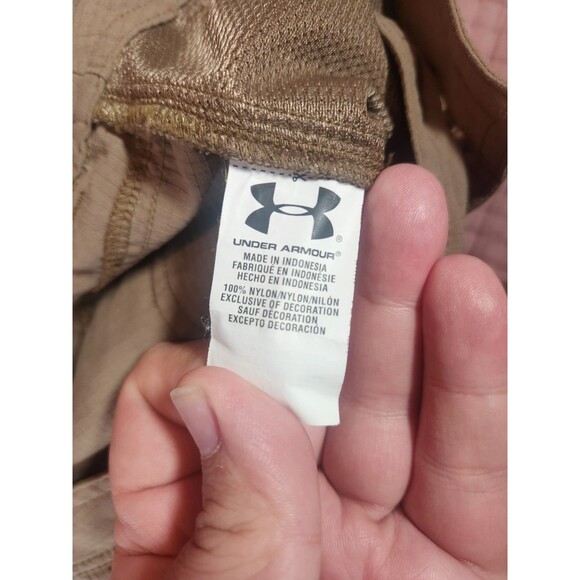 UNDER ARMOUR®
MADE IN INDONESIA
FABRIQUÉ EN INDONÉSIE
HECHO EN INDONESIA
100% NYLON/NYLON/NILÓN
EXCLUSIVE OF DECORATION
SAUF DECORATION
EXCEPTO DECORACIÓN